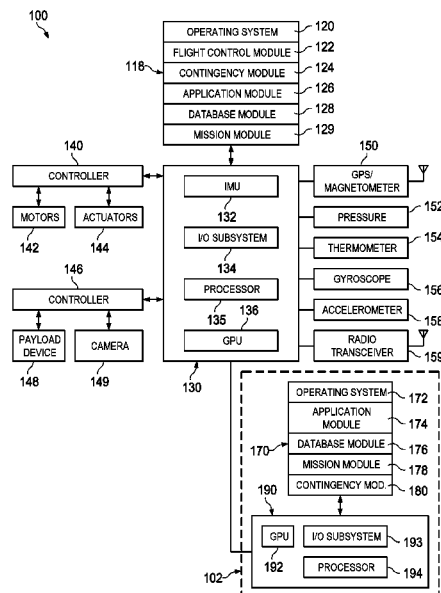 100
OPERATING SYSTEM 120
FLIGHT CONTROL MODULE 122
118 CONTINGENCY MODULE 124
APPLICATION MODULE 126
DATABASE MODULE 128
MISSION MODULE 129
140
CONTROLLER
MOTORS ACTUATORS
142 144
146
CONTROLLER
PAYLOAD DEVICE CAMERA
148 149
IMU
132
I/O SUBSYSTEM
134
PROCESSOR
135 136
GPU
130
150
GPS/
MAGNETOMETER
PRESSURE 152
THERMOMETER 154
GYROSCOPE 156
ACCELEROMETER 158
RADIO
TRANSCEIVER 159
OPERATING SYSTEM 172
APPLICATION
MODULE 174
170 DATABASE MODULE 176
MISSION MODULE 178
CONTINGENCY MOD. 180
190
GPU I/O SUBSYSTEM 193
192
PROCESSOR 194
102